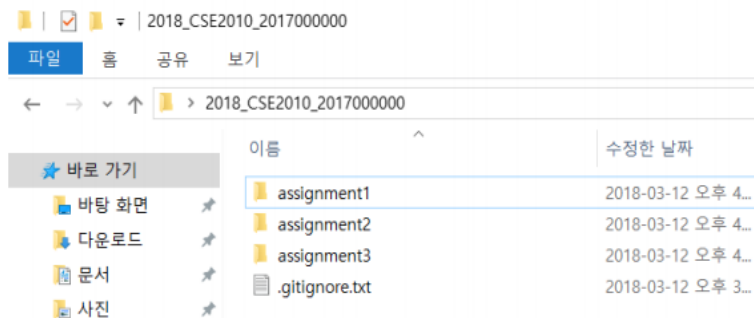 2018_CSE2010_2017000000
파일 홈 공유 보기
2018_CSE2010_2017000000
이름 수정한 날짜
바로 가기
바탕 화면
다운로드
문서
사진
assignment1 2018-03-12 오후 4...
assignment2 2018-03-12 오후 4...
assignment3 2018-03-12 오후 4...
.gitignore.txt 2018-03-12 오후 3...